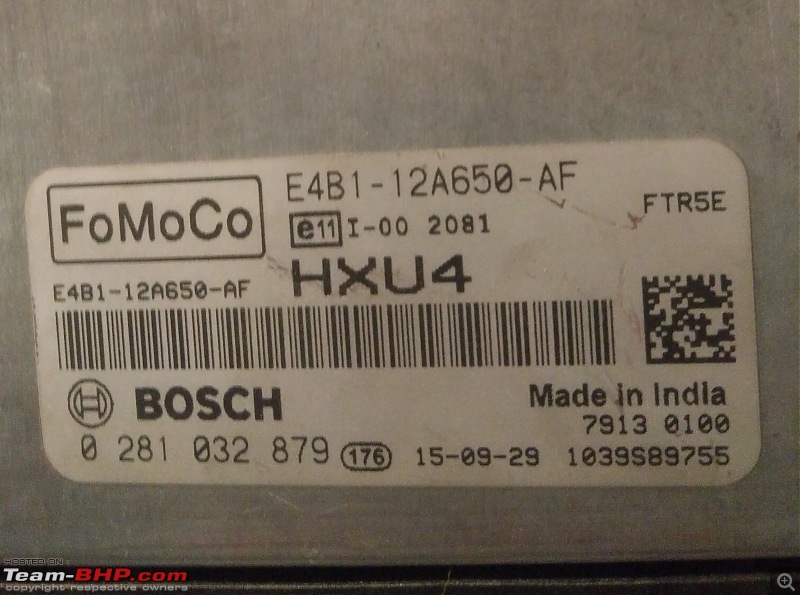 FoMoCo
E4B1-12A650-AF
e11 I-00 2081
FTR5E
E4B1-12A650-AF
HXU4
BOSCH
Made in India
7913 0100
0 281 032 879 176 15-09-29 1039S89755
HOSTED ON
Team-BHP.com
copyright respective owners